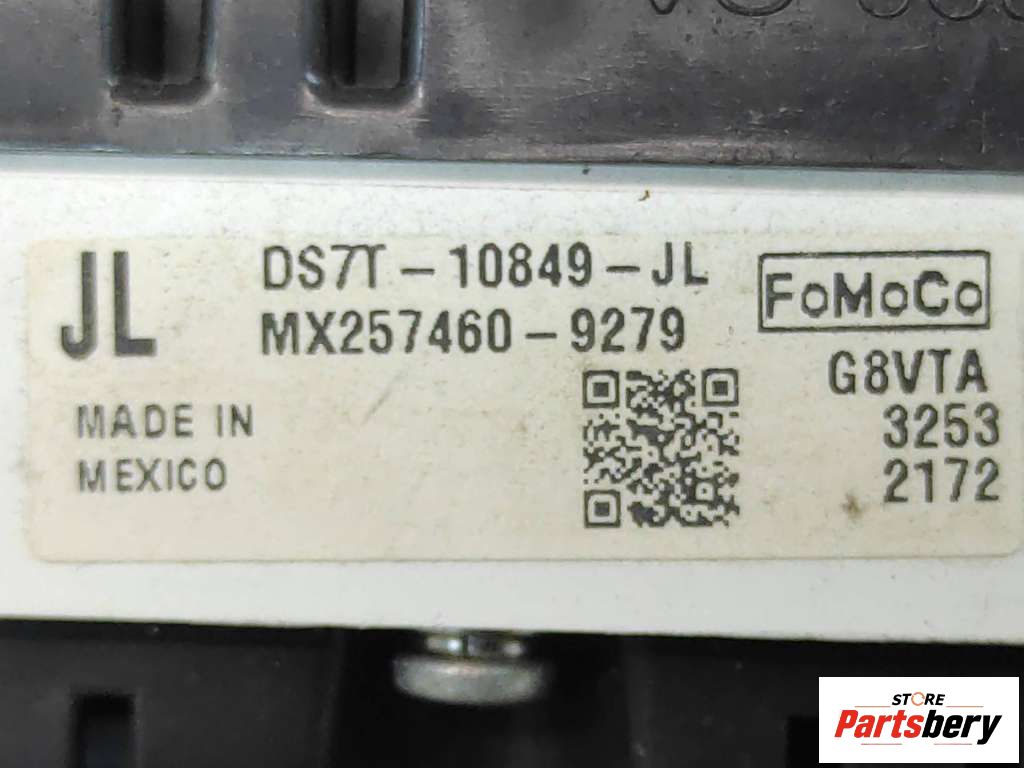 JL
DS7T-10849-JL
MX257460-9279
FoMoCo
G8VTA
3253
2172
MADE IN
MEXICO
STORE
Partsbery